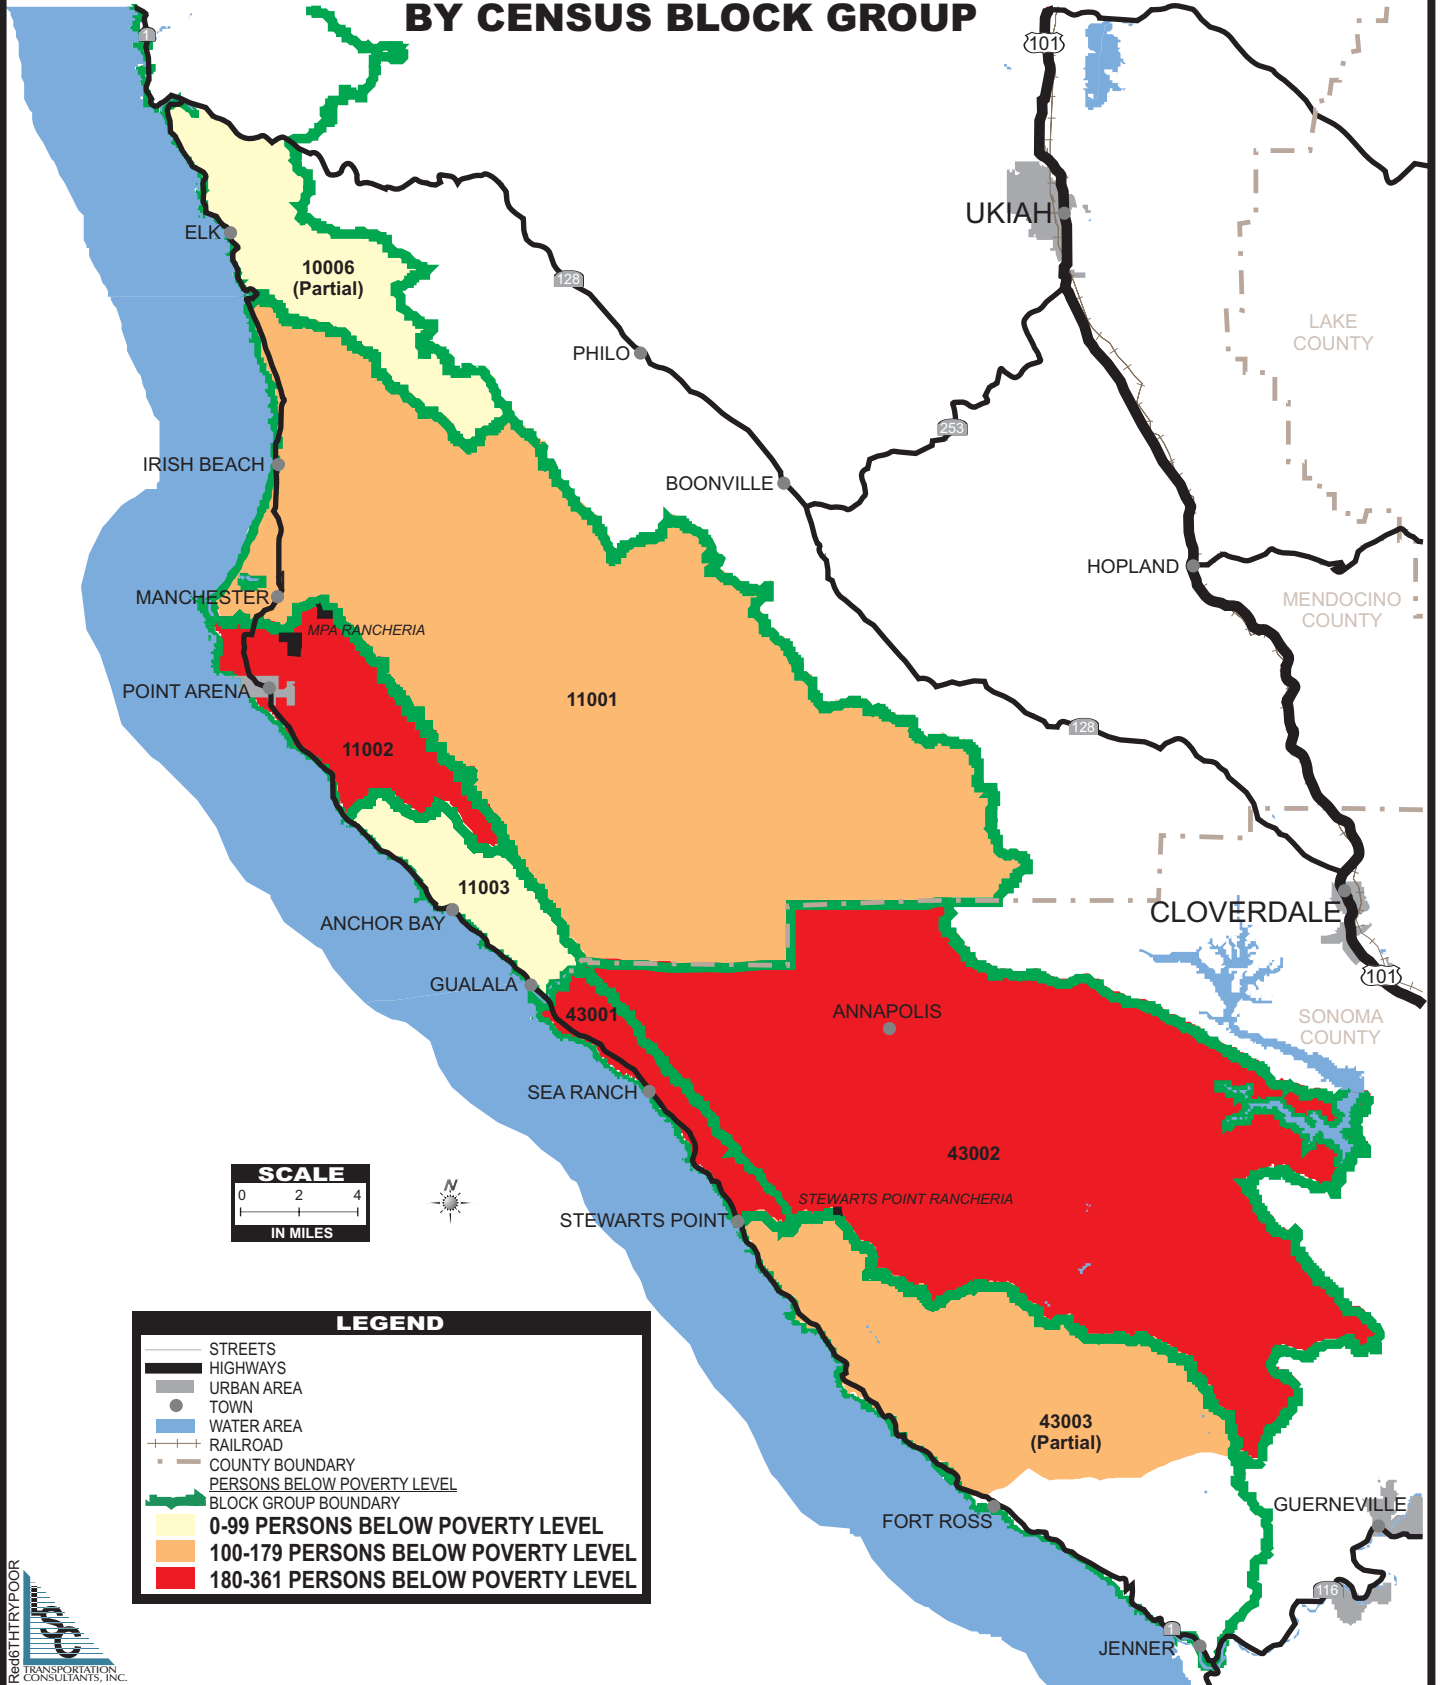 BY CENSUS BLOCK GROUP
1
101
UKIAH
ELK
10006
(Partial)
128
LAKE
COUNTY
PHILO
253
IRISH BEACH
BOONVILLE
HOPLAND
MANCHESTER
MENDOCINO
COUNTY
MPA RANCHERIA
POINT ARENA
11001
11002
128
11003
ANCHOR BAY
CLOVERDALE
GUALALA
101
43001
ANNAPOLIS
SONOMA
COUNTY
SEA RANCH
43002
SCALE
0 2 4
IN MILES
N
STEWARTS POINT RANCHERIA
STEWARTS POINT
LEGEND
STREETS
HIGHWAYS
URBAN AREA
TOWN
WATER AREA
RAILROAD
COUNTY BOUNDARY
PERSONS BELOW POVERTY LEVEL
BLOCK GROUP BOUNDARY
0-99 PERSONS BELOW POVERTY LEVEL
100-179 PERSONS BELOW POVERTY LEVEL
180-361 PERSONS BELOW POVERTY LEVEL
43003
(Partial)
FORT ROSS
GUERNEVILLE
116
1
JENNER
Red6THTRYPOOR
LSC
TRANSPORTATION
CONSULTANTS, INC.